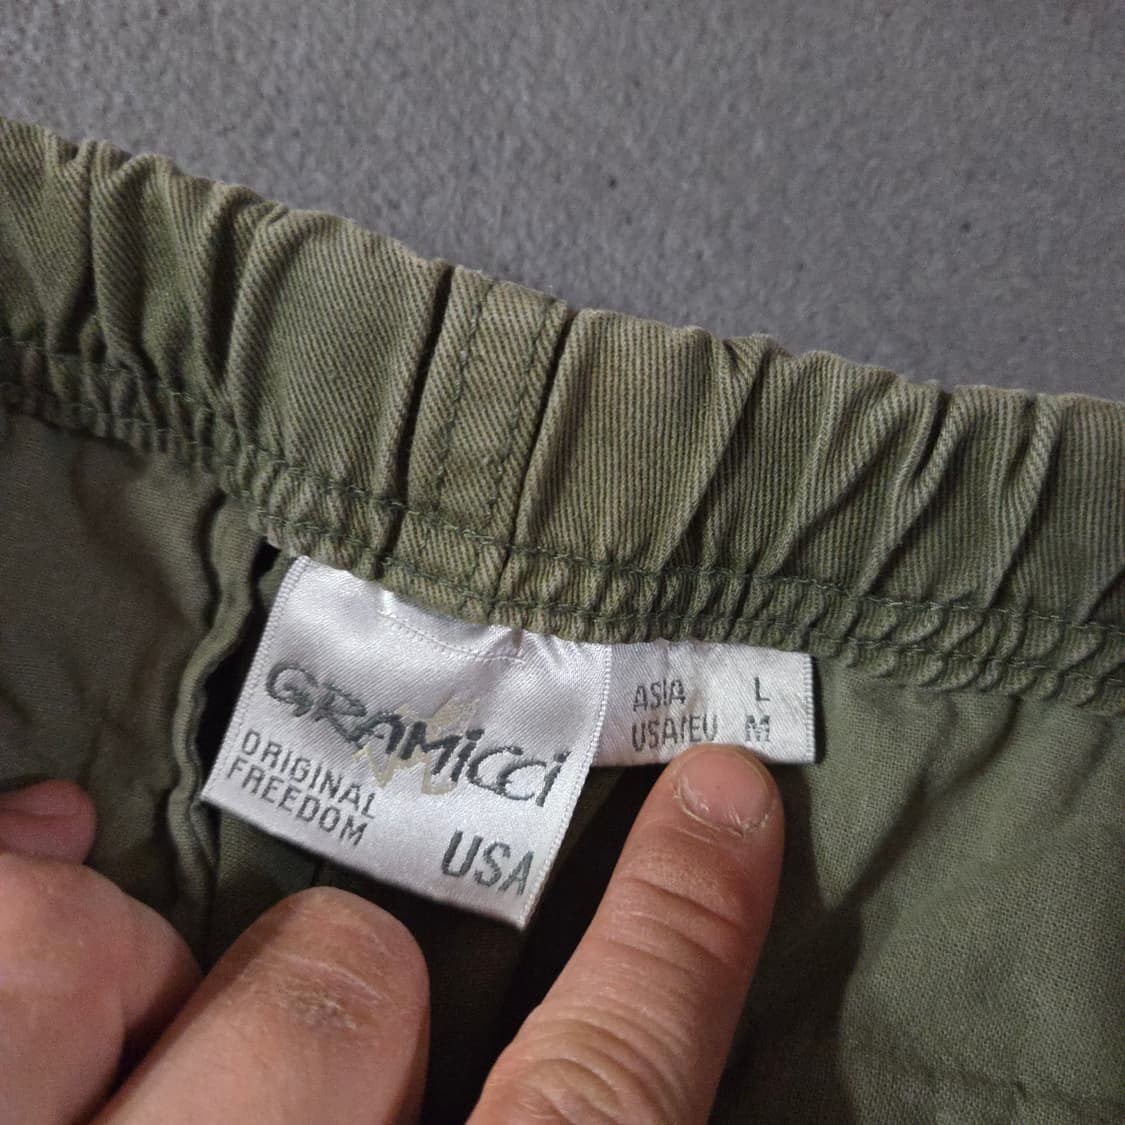 GRAMiCCi
ORIGINAL
FREEDOM
USA
ASIA L
USA/EU M